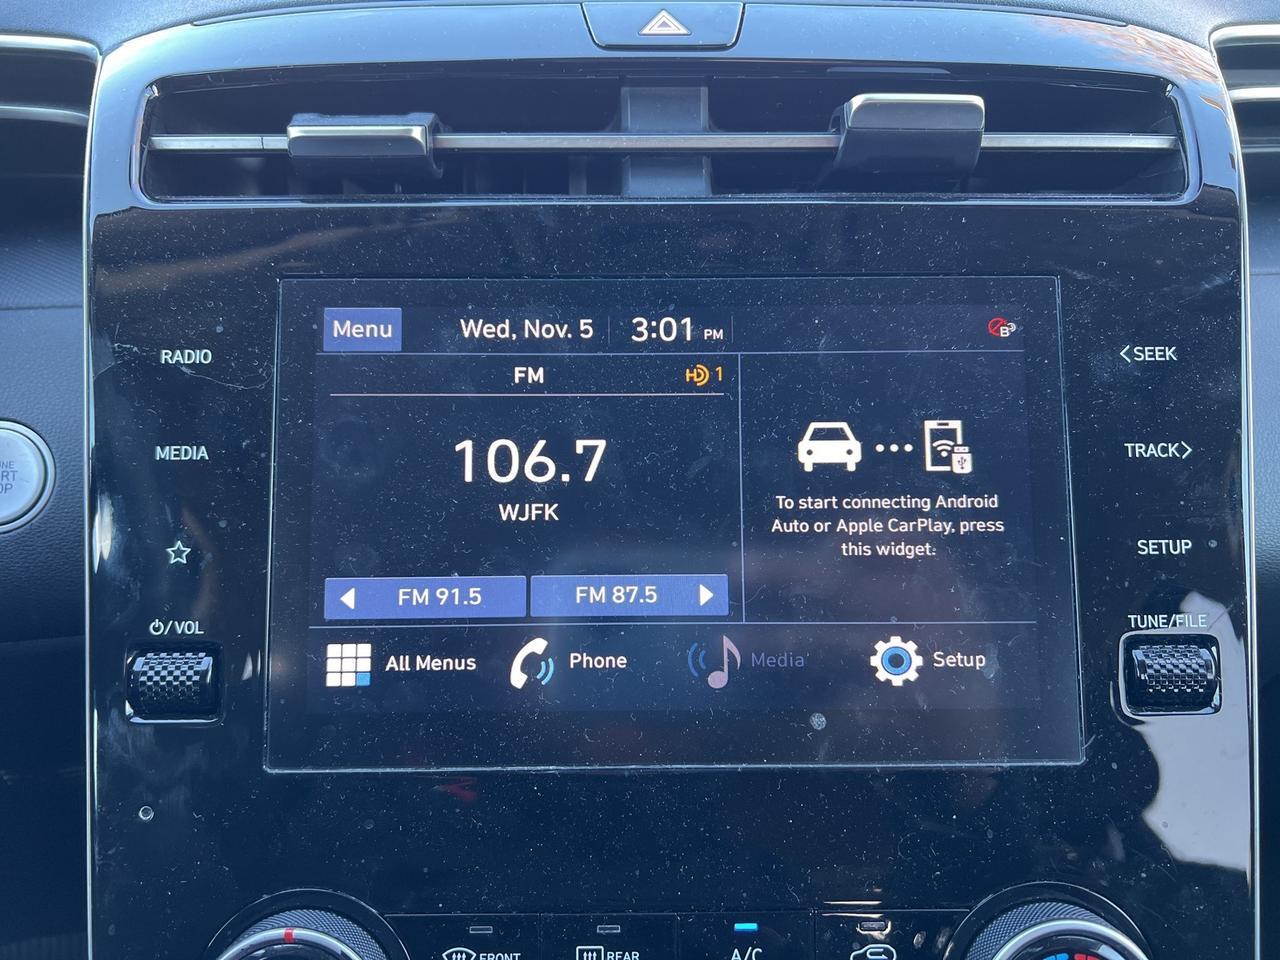 Menu
Wed, Nov. 5
3:01 PM
B
RADIO
MEDIA
/VOL
FM
HD 1
106.7
WJFK
FM 91.5
FM 87.5
To start connecting Android
Auto or Apple CarPlay, press
this widget.
All Menus
Phone
Media
Setup
SEEK
TRACK
SETUP
TUNE/FILE
FRONT
REAR
A/C